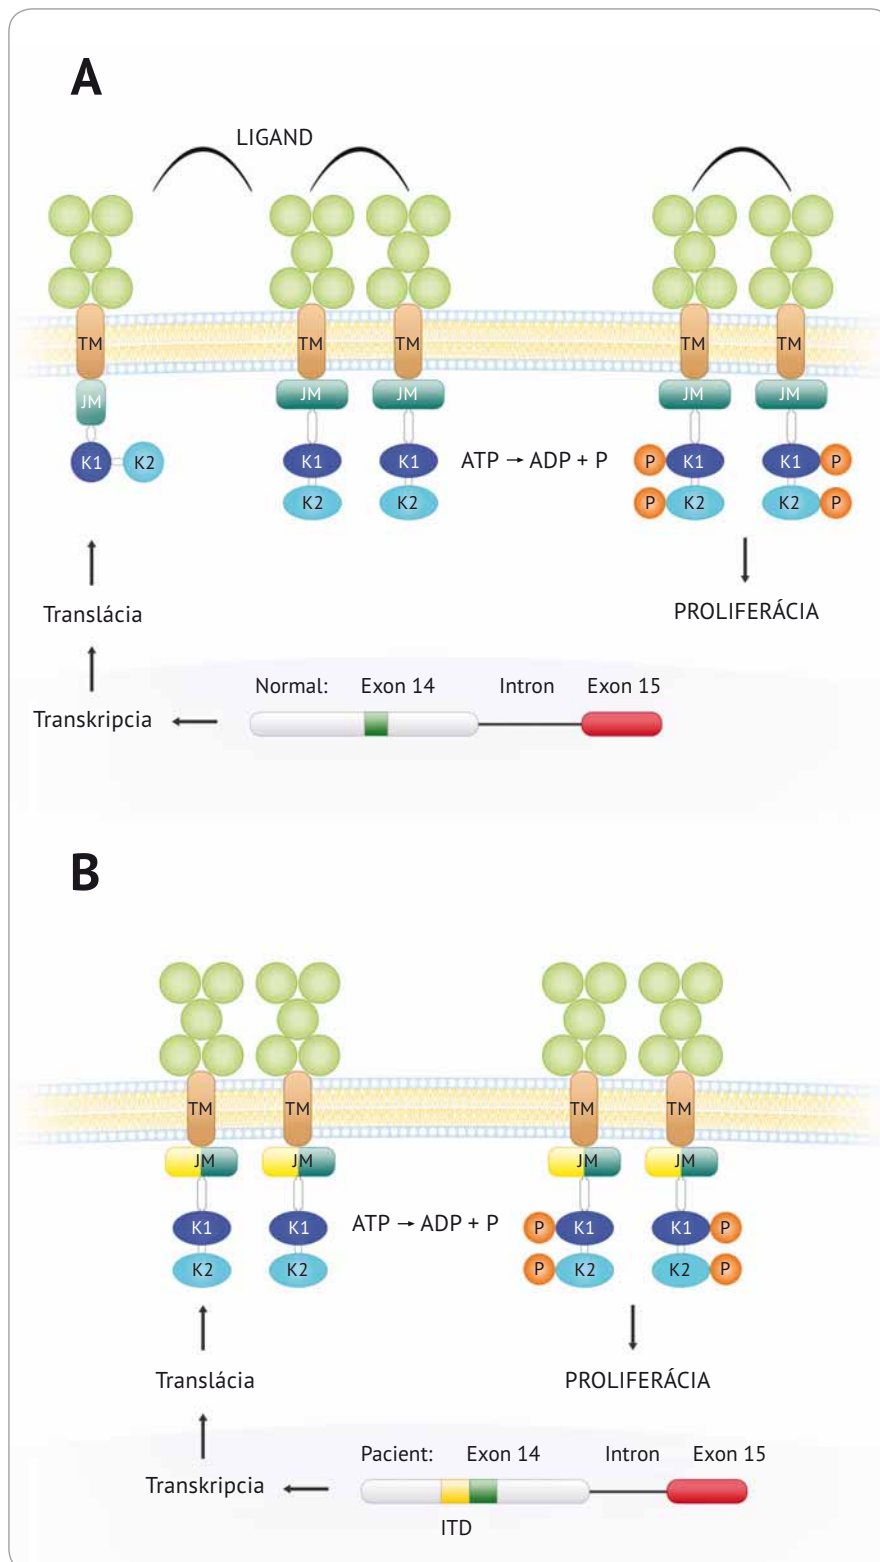 A
LIGAND
TM TM TM TM TM
JM JM JM JM JM
K1 K2 K1 K1 ATP → ADP + P P K1 K1 P
K2 K2 P K2 K2 P
Translácia PROLIFERÁCIA
Normal: Exon 14 Intron Exon 15
Transkripcia
B
TM TM TM TM
JM JM JM JM
K1 K1 ATP → ADP + P P K1 K1 P
K2 K2 P K2 K2 P
Translácia PROLIFERÁCIA
Pacient: Exon 14 Intron Exon 15
Transkripcia
ITD